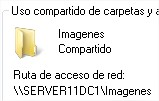 Uso compartido de carpetas y a
Imagenes
Compartido
Ruta de acceso de red:
\\SERVER11DC1\Imagenes